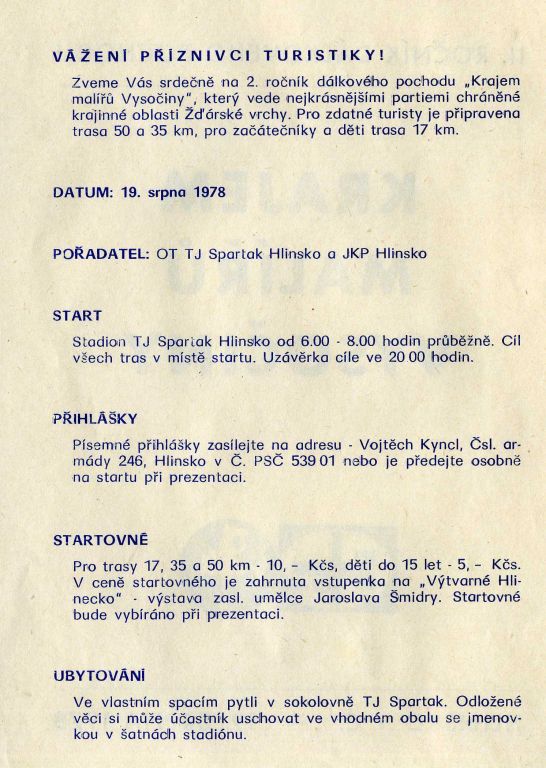 VÁŽENÍ PŘÍZNIVCI TURISTIKY!
Zveme Vás srdečně na 2. ročník dálkového pochodu „Krajem
malířů Vysočiny", který vede nejkrásnějšími partiemi chráněné
krajinné oblasti Žďárské vrchy. Pro zdatné turisty je připravena
trasa 50 a 35 km, pro začátečníky a děti trasa 17 km.
DATUM: 19. srpna 1978
POŘADATEL: OT TJ Spartak Hlinsko a JKP Hlinsko
START
Stadion TJ Spartak Hlinsko od 6.00 - 8.00 hodin průběžně. Cíl
všech tras v místě startu. Uzávěrka cíle ve 20 00 hodin.
PŘIHLÁŠKY
Písemné přihlášky zasílejte na adresu - Vojtěch Kyncl, Čsl. ar-
mády 246, Hlinsko v Č. PSČ 539 01 nebo je předejte osobně
na startu při prezentaci.
STARTOVNÉ
Pro trasy 17, 35 a 50 km - 10, – Kčs, děti do 15 let - 5, – Kčs.
V ceně startovného je zahrnuta vstupenka na „Výtvarné Hli-
necko" - výstava zasl. umělce Jaroslava Šmidry. Startovné
bude vybíráno při prezentaci.
UBYTOVÁNÍ
Ve vlastním spacím pytli v sokolovně TJ Spartak. Odložené
věci si může účastník uschovat ve vhodném obalu se jmenov-
kou v šatnách stadiónu.